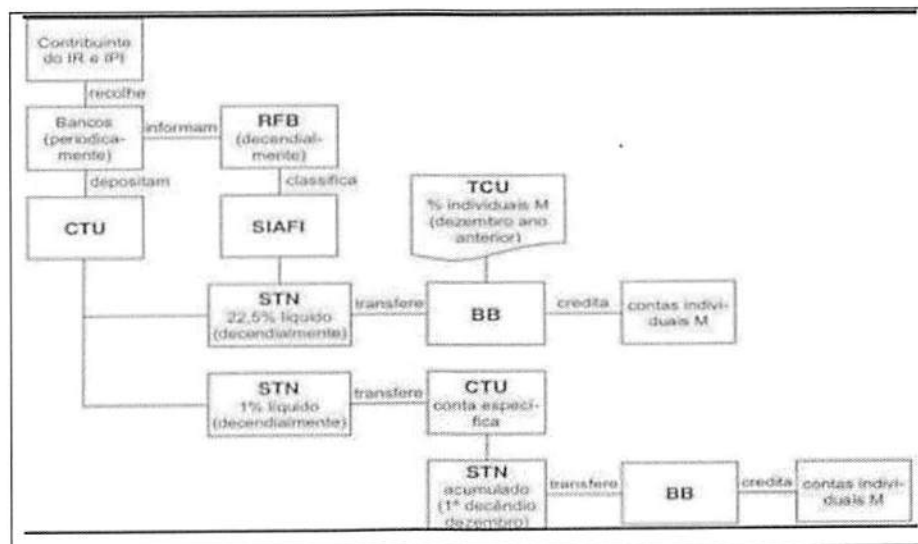 Contribuinte
do IR e IPI
recolhe
Bancos
(periodica-
mente)
informam
RFB
(decendial-
mente)
depositam
classifica
CTU
SIAFI
TCU
% individuais M
(dezembro ano
anterior)
STN
22,5% líquido
(decendialmente)
transfere
BB
credita
contas indivi-
duais M
STN
1% líquido
(decendialmente)
transfere
CTU
conta específi-
fica
STN
acumulado
(1º decêndio
dezembro)
transfere
BB
credita
contas indivi-
duais M